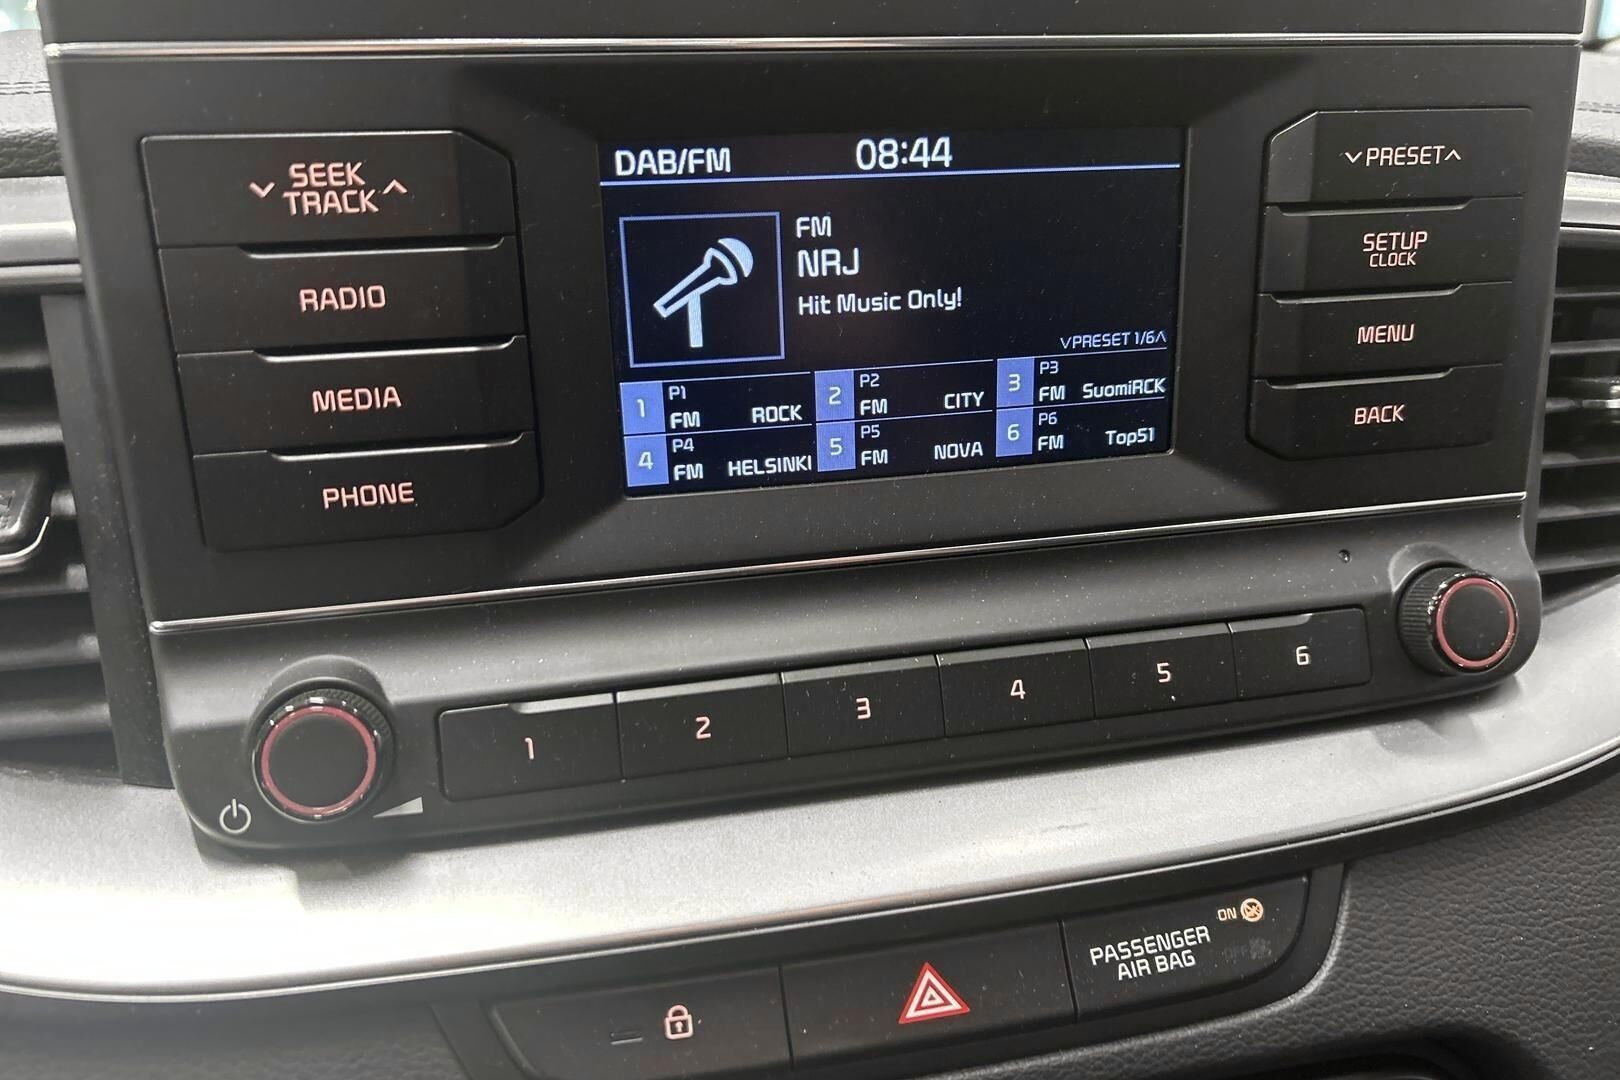 SEEK
TRACK
RADIO
MEDIA
PHONE
DAB/FM 08:44
FM
NRJ
Hit Music Only!
PRESET 1/6
1 P1 FM ROCK
2 P2 FM CITY
3 P3 FM SuomiRCK
4 P4 FM HELSINKI
5 P5 FM NOVA
6 P6 FM Top51
PRESET
SETUP
CLOCK
MENU
BACK
1 2 3 4 5 6
PASSENGER
AIR BAG
ON
OFF